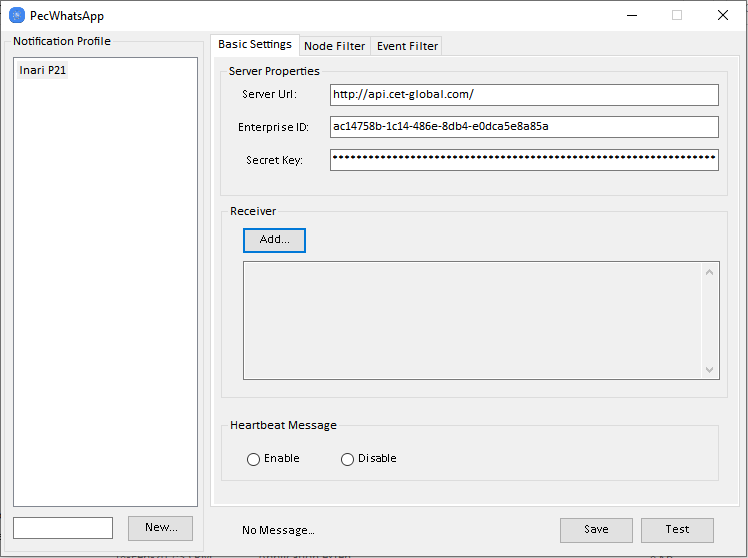 PecWhatsApp
Notification Profile
Inari P21
New...
Basic Settings Node Filter Event Filter
Server Properties
Server Url: http://api.cet-global.com/
Enterprise ID: ac14758b-1c14-486e-8db4-e0dca5e8a85a
Secret Key:
Receiver
Add...
Heartbeat Message
Enable Disable
No Message... Save Test